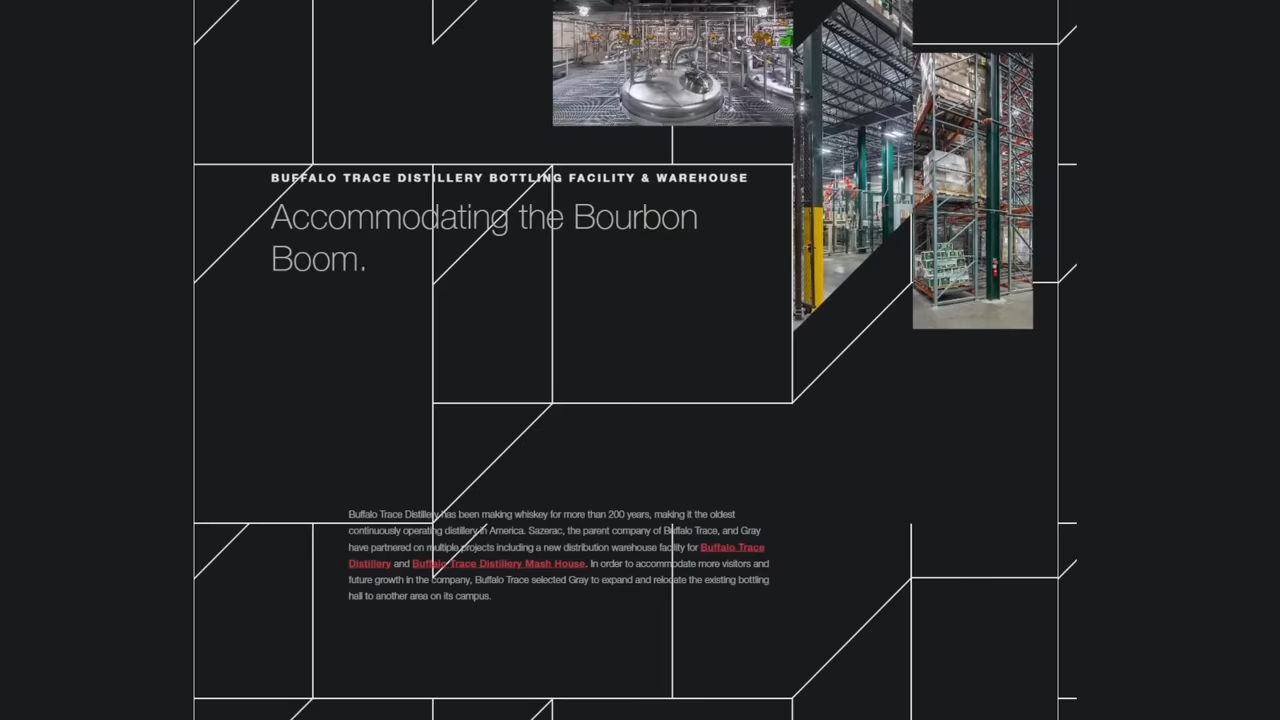 BUFFALO TRACE DISTILLERY BOTTLING FACILITY & WAREHOUSE
Accommodating the Bourbon
Boom.
Buffalo Trace Distillery has been making whiskey for more than 200 years, making it the oldest
continuously operating distillery in America. Sazerac, the parent company of Buffalo Trace, and Gray
have partnered on multiple projects including a new distribution warehouse facility for Buffalo Trace
Distillery and Buffalo Trace Distillery Mash House. In order to accommodate more visitors and
future growth in the company, Buffalo Trace selected Gray to expand and relocate the existing bottling
hall to another area on its campus.